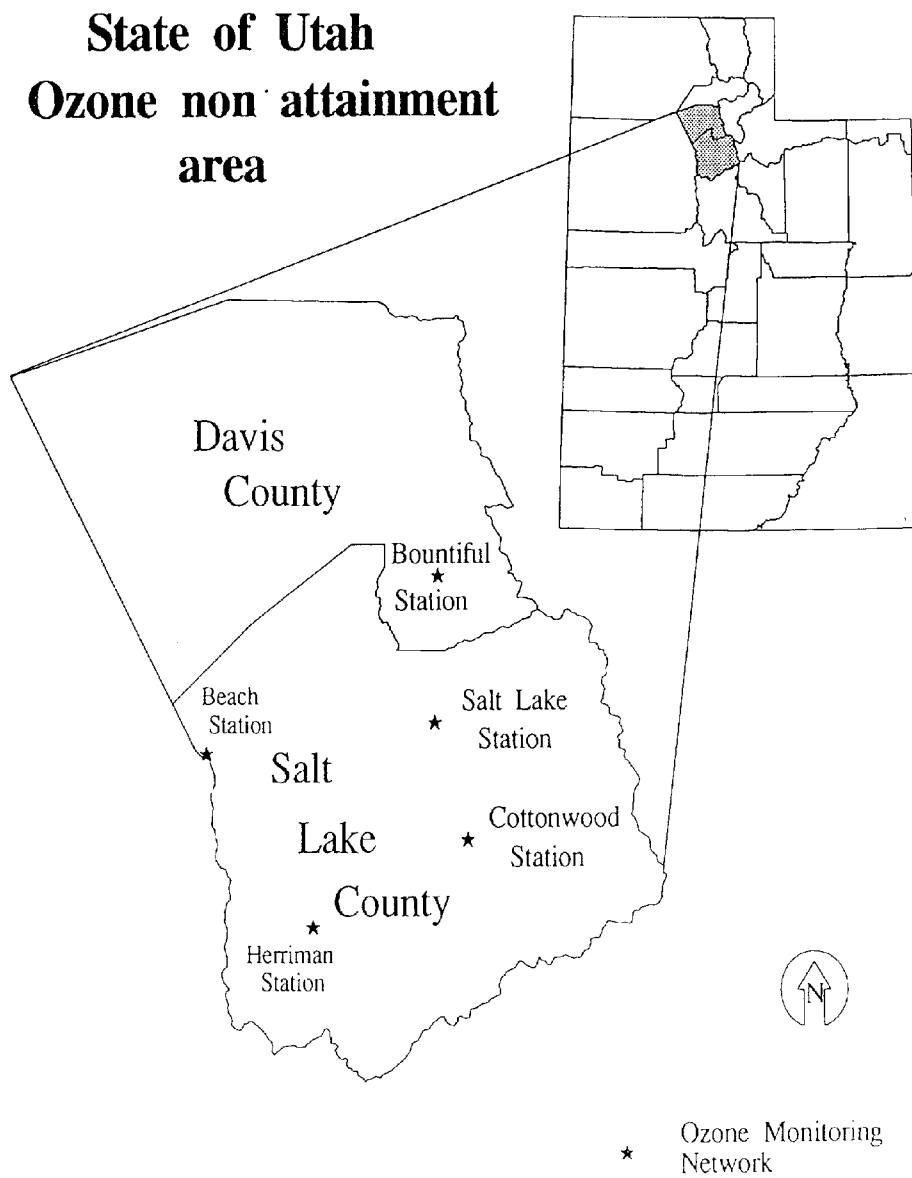 State of Utah
Ozone non attainment
area
Davis
County
Bountiful
Station
Beach
Station
Salt Lake
Station
Salt
Lake
County
Cottonwood
Station
Herriman
Station
N
★ Ozone Monitoring
Network